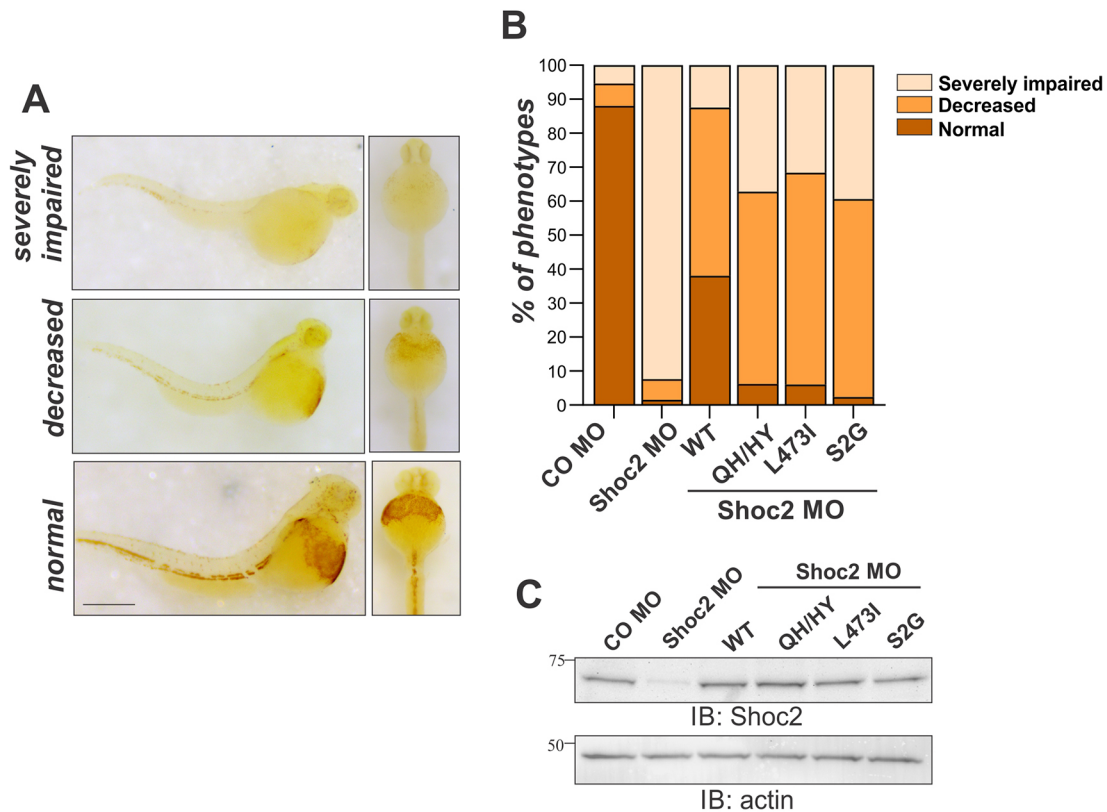 A
severely
impaired
decreased
normal
B
% of phenotypes
100
90
80
70
60
50
40
30
20
10
0
CO MO
Shoc2 MO
WT
QH/HY
L473I
S2G
Shoc2 MO
Severely impaired
Decreased
Normal
C
Shoc2 MO
CO MO
Shoc2 MO
WT
QH/HY
L473I
S2G
75
IB: Shoc2
50
IB: actin